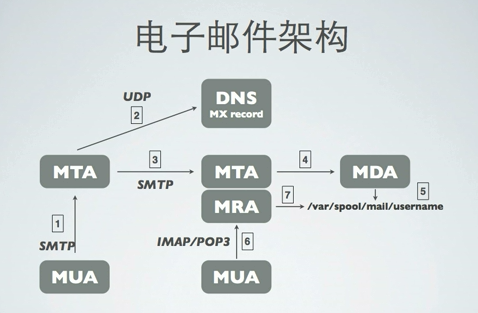 电子邮件架构
UDP
2
DNS
MX record
MTA
3
SMTP
MTA
4
MDA
MRA
7
5
/var/spool/mail/username
1
SMTP
IMAP/POP3
6
MUA
MUA